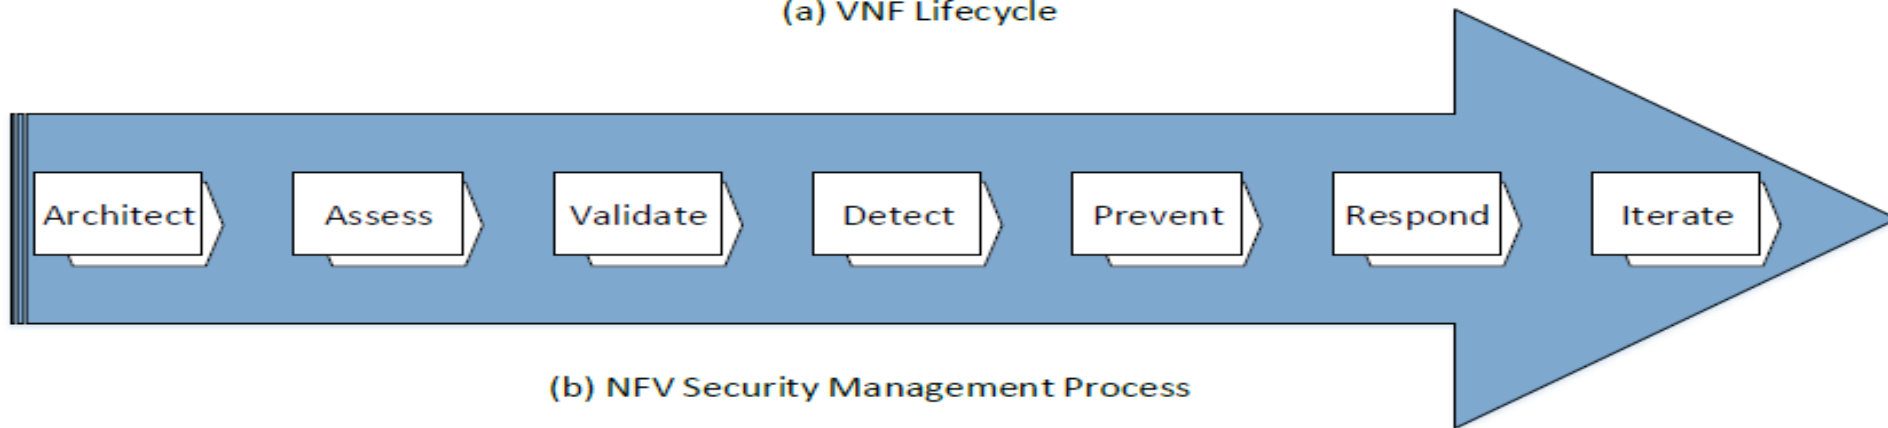 (a) VNF Lifecycle
Architect Assess Validate Detect Prevent Respond Iterate
(b) NFV Security Management Process